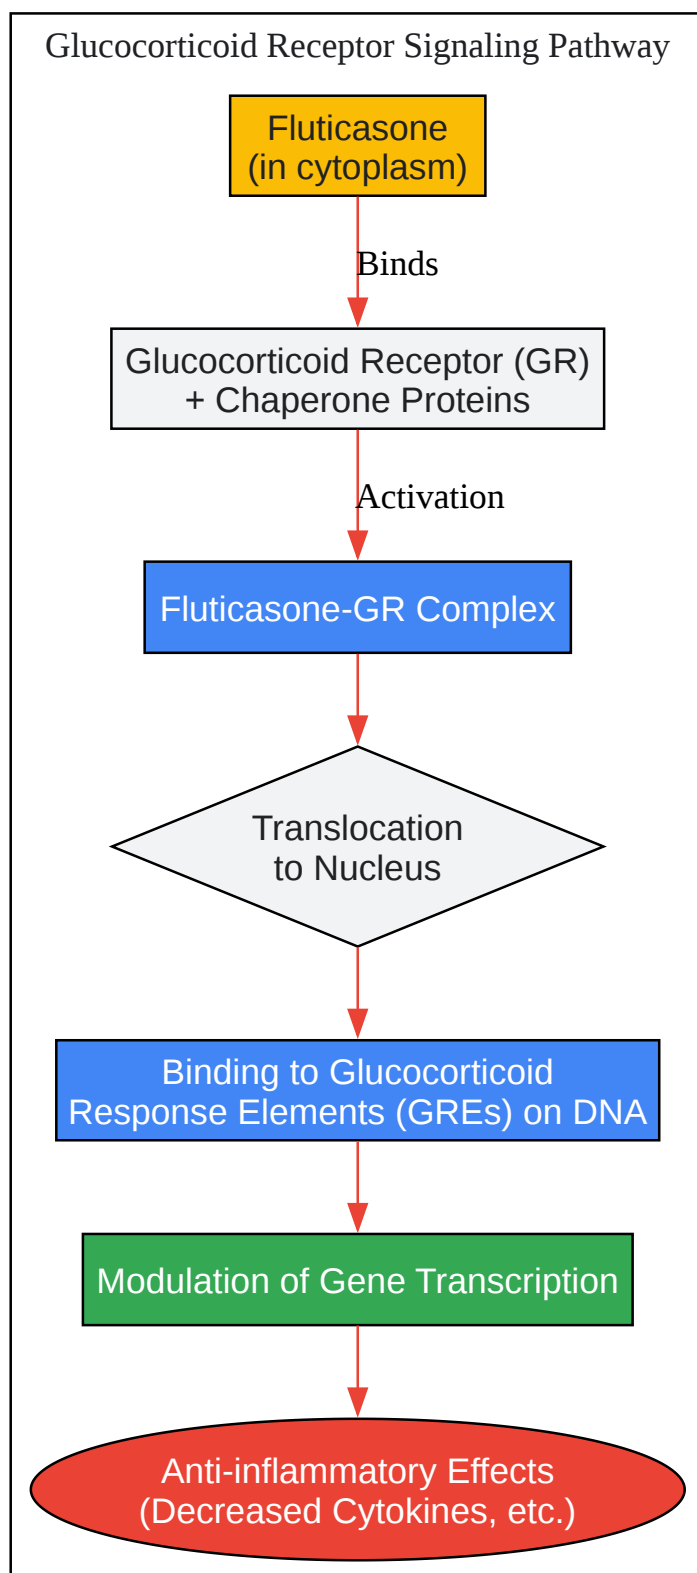 Glucocorticoid Receptor Signaling Pathway
Fluticasone
(in cytoplasm)
Binds
Glucocorticoid Receptor (GR)
+ Chaperone Proteins
Activation
Fluticasone-GR Complex
Translocation
to Nucleus
Binding to Glucocorticoid
Response Elements (GREs) on DNA
Modulation of Gene Transcription
Anti-inflammatory Effects
(Decreased Cytokines, etc.)